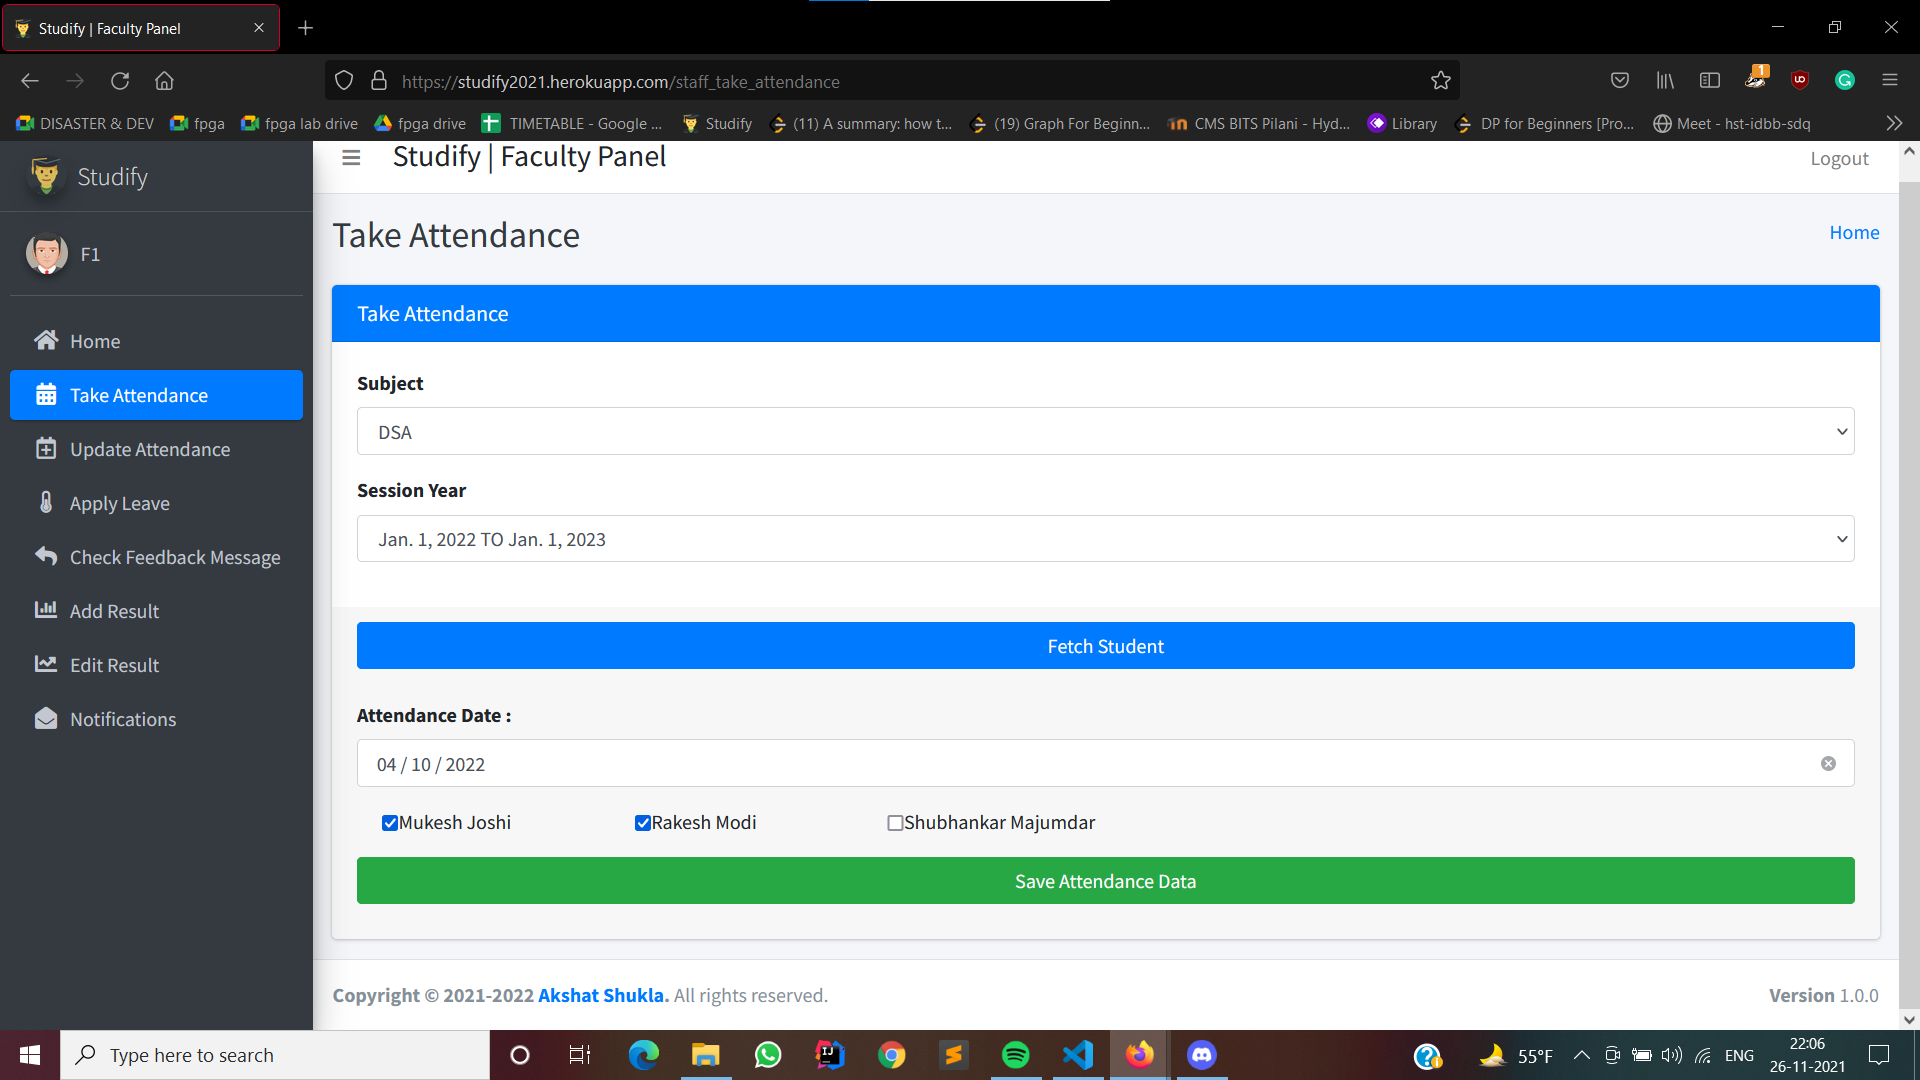 Studify | Faculty Panel
https://studify2021.herokuapp.com/staff_take_attendance
1
DISASTER & DEV
fpga
fpga lab drive
fpga drive
TIMETABLE - Google ...
Studify
(11) A summary: how t...
(19) Graph For Beginn...
CMS BITS Pilani - Hyd...
Library
DP for Beginners [Pro...
Meet - hst-idbb-sdq
Studify
Studify | Faculty Panel
Logout
F1
Home
Take Attendance
Update Attendance
Apply Leave
Check Feedback Message
Add Result
Edit Result
Notifications
Take Attendance
Home
Take Attendance
Subject
DSA
Session Year
Jan. 1, 2022 TO Jan. 1, 2023
Fetch Student
Attendance Date :
04 / 10 / 2022
Mukesh Joshi
Rakesh Modi
Shubhankar Majumdar
Save Attendance Data
Copyright © 2021-2022 Akshat Shukla. All rights reserved.
Version 1.0.0
Type here to search
55°F
ENG
22:06
26-11-2021